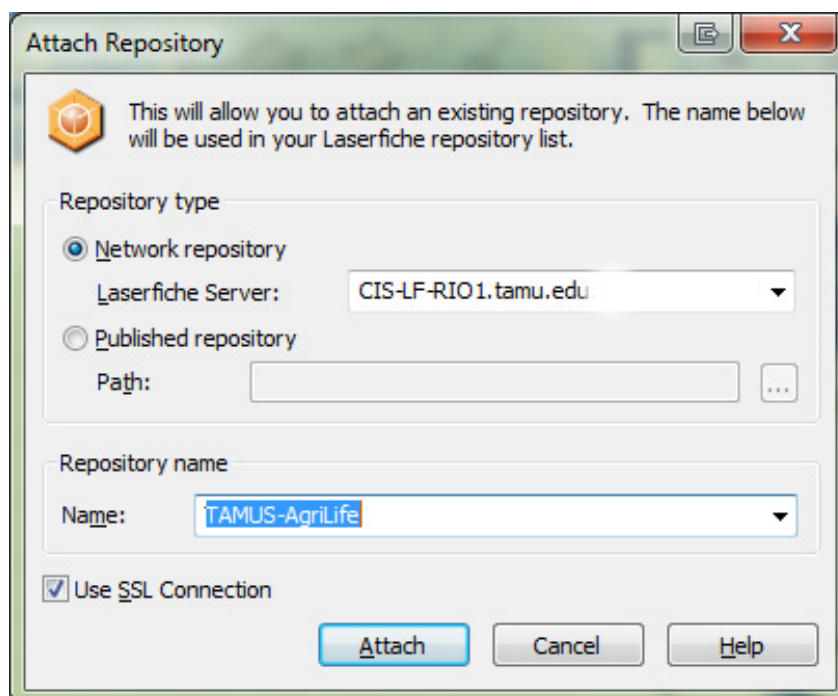 Attach Repository
This will allow you to attach an existing repository. The name below
will be used in your Laserfiche repository list.
Repository type
Network repository
Laserfiche Server: CIS-LF-RIO1.tamu.edu
Published repository
Path: ...
Repository name
Name: TAMUS-AgriLife
Use SSL Connection
Attach Cancel Help